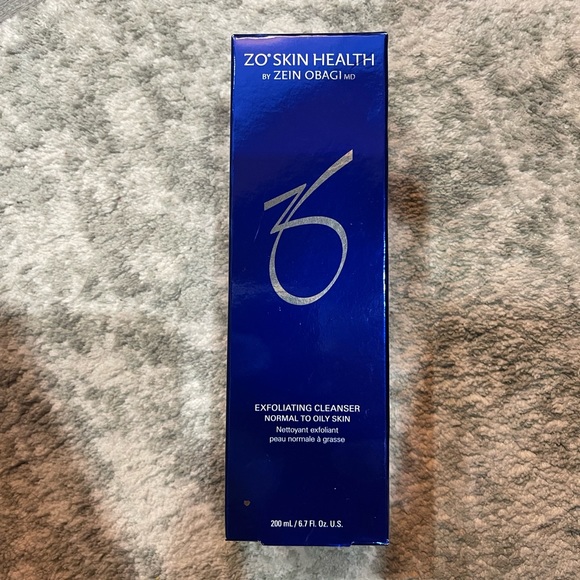 ZO® SKIN HEALTH
BY ZEIN OBAGI MD
EXFOLIATING CLEANSER
NORMAL TO OILY SKIN
Nettoyant exfoliant
peau normale à grasse
200 mL / 6.7 Fl. Oz. U.S.